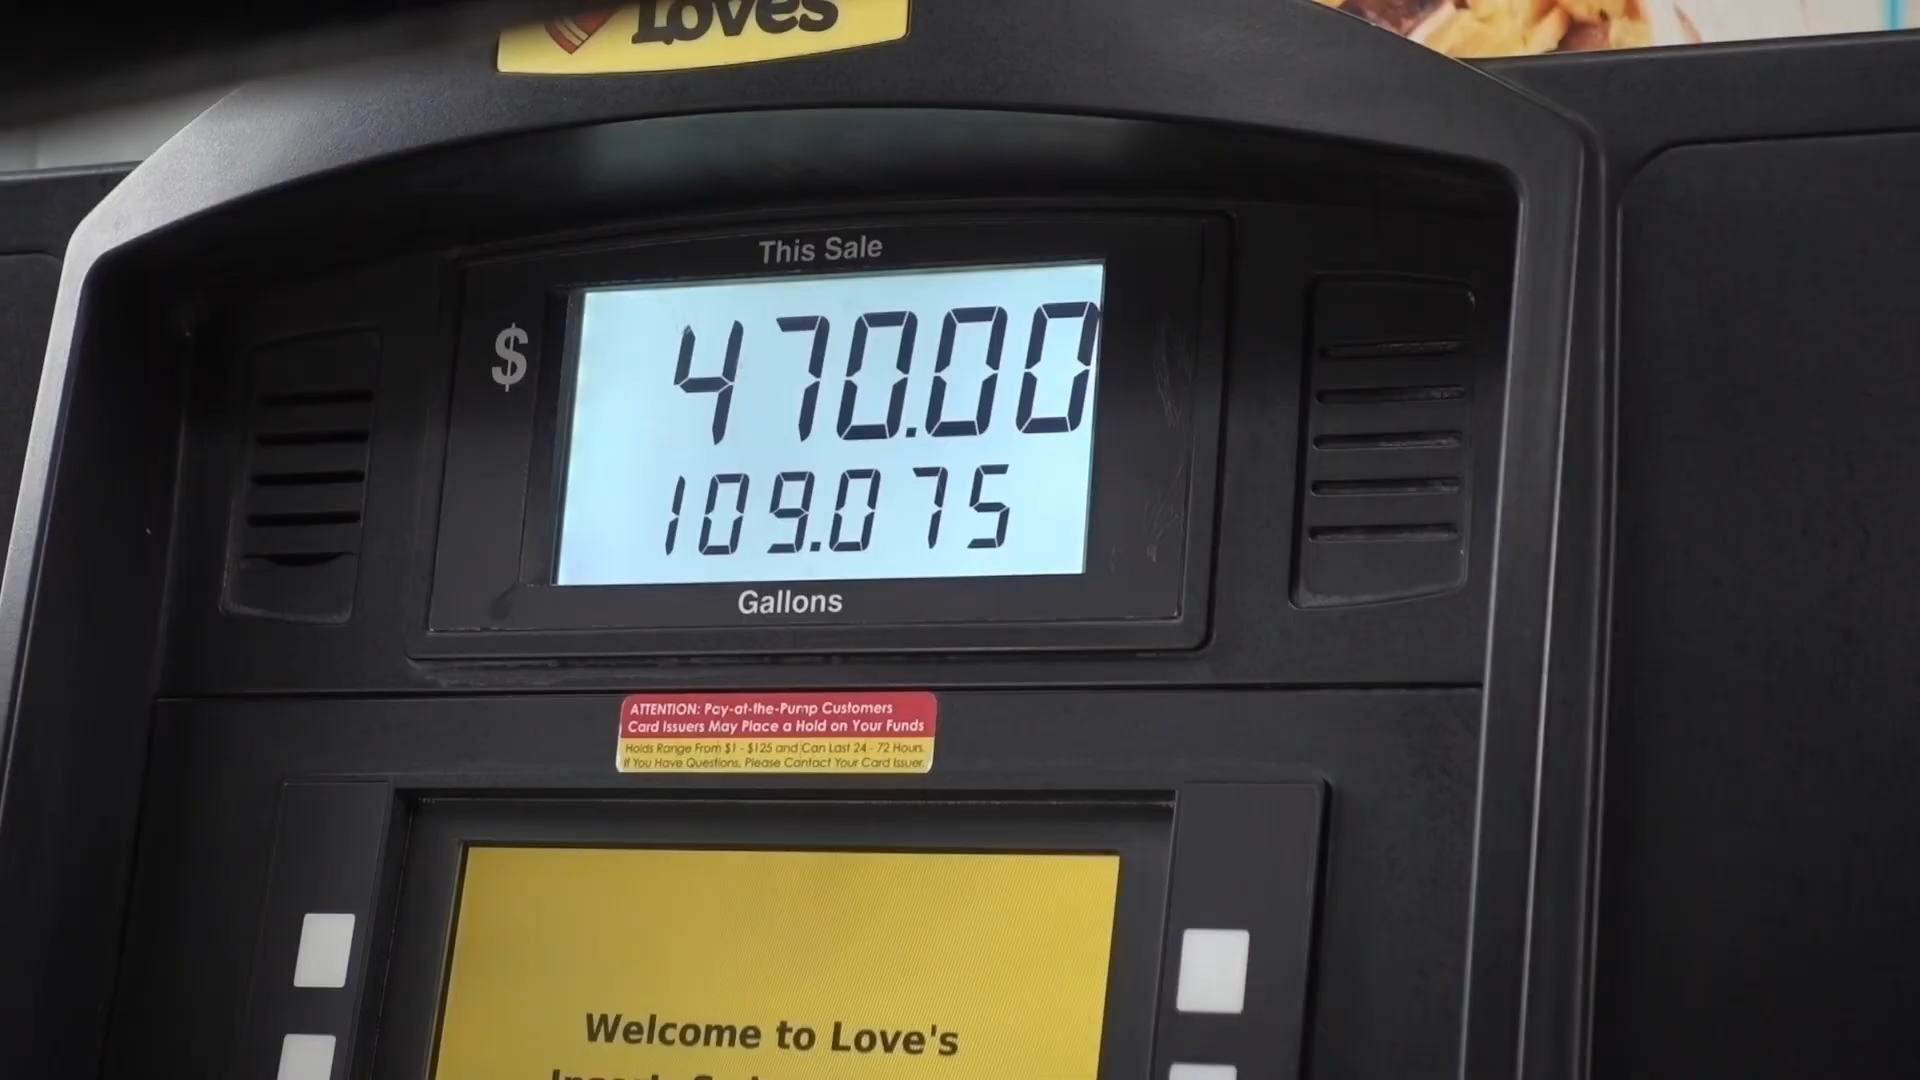 Loves
This Sale
$ 470.00
109.075
Gallons
ATTENTION: Pay-at-the-Pump Customers
Card Issuers May Place a Hold on Your Funds
Holds Range From $1 - $125 and Can Last 24 - 72 Hours.
If You Have Questions, Please Contact Your Card Issuer.
Welcome to Love's